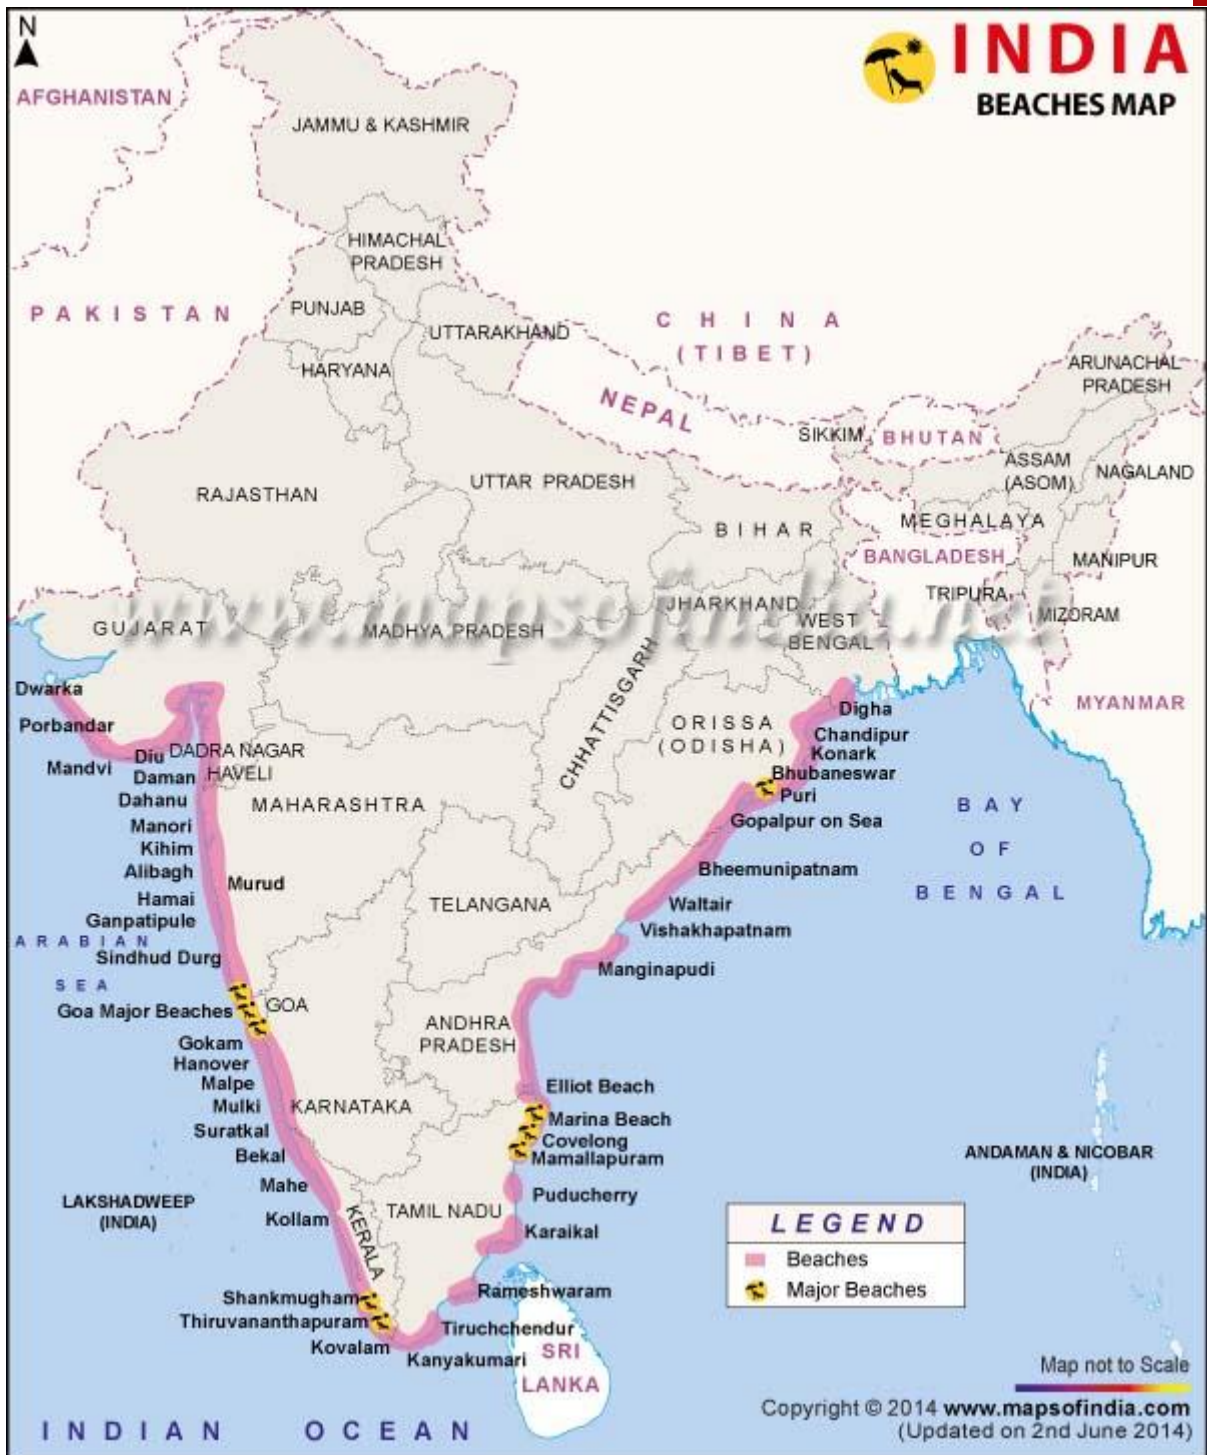 N
INDIA
BEACHES MAP
AFGHANISTAN
JAMMU & KASHMIR
HIMACHAL
PRADESH
PAKISTAN
PUNJAB
UTTARAKHAND
CHINA
(TIBET)
HARYANA
NEPAL
ARUNACHAL
PRADESH
SIKKIM
BHUTAN
ASSAM
(ASOM)
NAGALAND
RAJASTHAN
UTTAR PRADESH
BIHAR
MEGHALAYA
BANGLADESH
MANIPUR
TRIPURA
MIZORAM
JHARKHAND
WEST
BENGAL
www.mapsofindia.net
GUJARAT
MADHYA PRADESH
CHHATTISGARH
MYANMAR
Dwarka
Porbandar
Mandvi
Diu
DADRA NAGAR
HAVELI
Daman
Dahanu
Manori
Kihim
Alibagh
Murud
Hamai
Ganpatipule
ARABIAN
SEA
Sindhud Durg
Goa Major Beaches
GOA
MAHARASHTRA
ORISSA
(ODISHA)
Digha
Chandipur
Konark
Bhubaneswar
Puri
Gopalpur on Sea
BAY
OF
BENGAL
Bheemunipatnam
TELANGANA
Waltair
Vishakhapatnam
Manginapudi
ANDHRA
PRADESH
Gokam
Hanover
Malpe
Mulki
KARNATAKA
Suratkal
Bekal
Mahe
Kollam
LAKSHADWEEP
(INDIA)
KERALA
TAMIL NADU
Elliot Beach
Marina Beach
Covelong
Mamallapuram
Puducherry
Karaikal
ANDAMAN & NICOBAR
(INDIA)
Shankmugham
Thiruvananthapuram
Kovalam
Kanyakumari
Rameshwaram
Tiruchchendur
SRI
LANKA
LEGEND
Beaches
Major Beaches
INDIAN OCEAN
Map not to Scale
Copyright © 2014 www.mapsofindia.com
(Updated on 2nd June 2014)